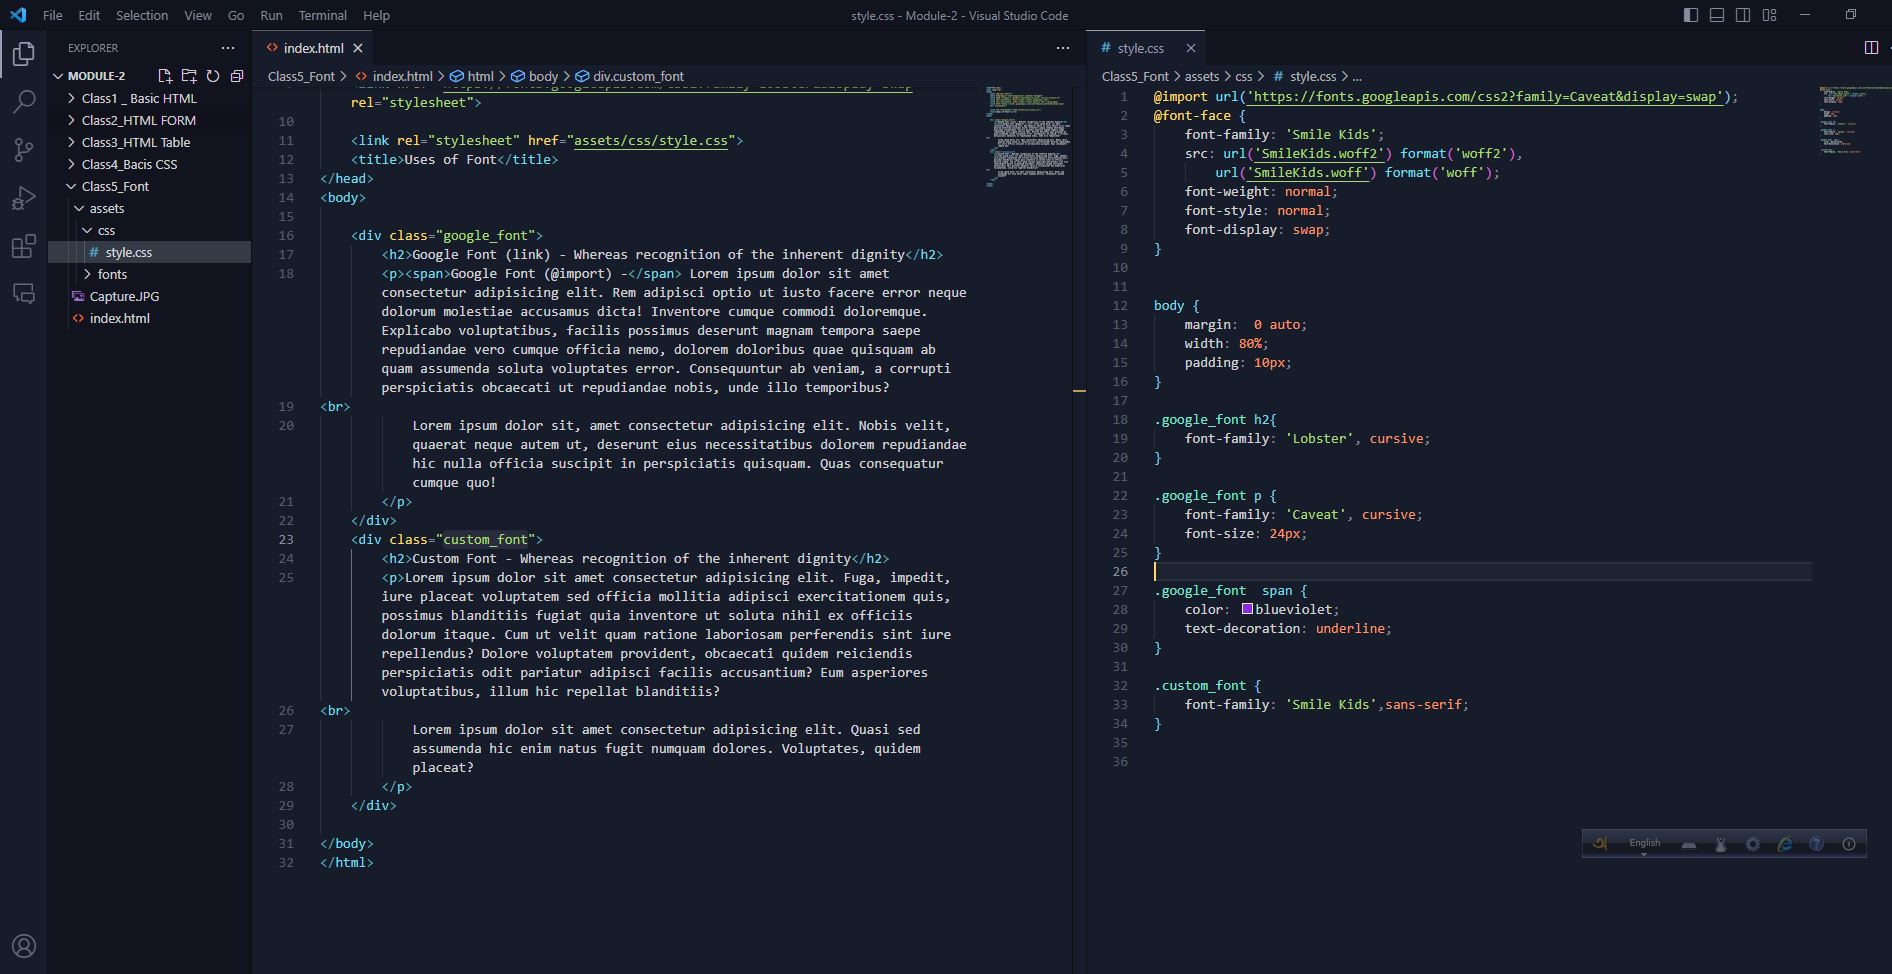 File Edit Selection View Go Run Terminal Help
style.css - Module-2 - Visual Studio Code
EXPLORER
MODULE-2
Class1 _ Basic HTML
Class2_HTML FORM
Class3_HTML Table
Class4_Bacis CSS
Class5_Font
assets
css
# style.css
fonts
Capture.JPG
index.html
index.html
Class5_Font > index.html > html > body > div.custom_font
rel="stylesheet">
10
11 <link rel="stylesheet" href="assets/css/style.css">
12 <title>Uses of Font</title>
13 </head>
14 <body>
15
16 <div class="google_font">
17 <h2>Google Font (link) - Whereas recognition of the inherent dignity</h2>
18 <p><span>Google Font (@import) -</span> Lorem ipsum dolor sit amet
consectetur adipisicing elit. Rem adipisci optio ut iusto facere error neque
dolorum molestiae accusamus dicta! Inventore cumque commodi doloremque.
Explicabo voluptatibus, facilis possimus deserunt magnam tempora saepe
repudiandae vero cumque officia nemo, dolorem doloribus quae quisquam ab
quam assumenda soluta voluptates error. Consequuntur ab veniam, a corrupti
perspiciatis obcaecati ut repudiandae nobis, unde illo temporibus?
19 <br>
20 Lorem ipsum dolor sit, amet consectetur adipisicing elit. Nobis velit,
quaerat neque autem ut, deserunt eius necessitatibus dolorem repudiandae
hic nulla officia suscipit in perspiciatis quisquam. Quas consequatur
cumque quo!
21 </p>
22 </div>
23 <div class="custom_font">
24 <h2>Custom Font - Whereas recognition of the inherent dignity</h2>
25 <p>Lorem ipsum dolor sit amet consectetur adipisicing elit. Fuga, impedit,
iure placeat voluptatem sed officia mollitia adipisci exercitationem quis,
possimus blanditiis fugiat quia inventore ut soluta nihil ex officiis
dolorum itaque. Cum ut velit quam ratione laboriosam perferendis sint iure
repellendus? Dolore voluptatem provident, obcaecati quidem reiciendis
perspiciatis odit pariatur adipisci facilis accusantium? Eum asperiores
voluptatibus, illum hic repellat blanditiis?
26 <br>
27 Lorem ipsum dolor sit amet consectetur adipisicing elit. Quasi sed
assumenda hic enim natus fugit numquam dolores. Voluptates, quidem
placeat?
28 </p>
29 </div>
30
31 </body>
32 </html>
# style.css
Class5_Font > assets > css > # style.css > ...
1 @import url('https://fonts.googleapis.com/css2?family=Caveat&display=swap');
2 @font-face {
3 font-family: 'Smile Kids';
4 src: url('SmileKids.woff2') format('woff2'),
5 url('SmileKids.woff') format('woff');
6 font-weight: normal;
7 font-style: normal;
8 font-display: swap;
9 }
10
11
12 body {
13 margin:  0 auto;
14 width: 80%;
15 padding: 10px;
16 }
17
18 .google_font h2{
19 font-family: 'Lobster', cursive;
20 }
21
22 .google_font p {
23 font-family: 'Caveat', cursive;
24 font-size: 24px;
25 }
26
27 .google_font  span {
28 color: blueviolet;
29 text-decoration: underline;
30 }
31
32 .custom_font {
33 font-family: 'Smile Kids',sans-serif;
34 }
35
36
English